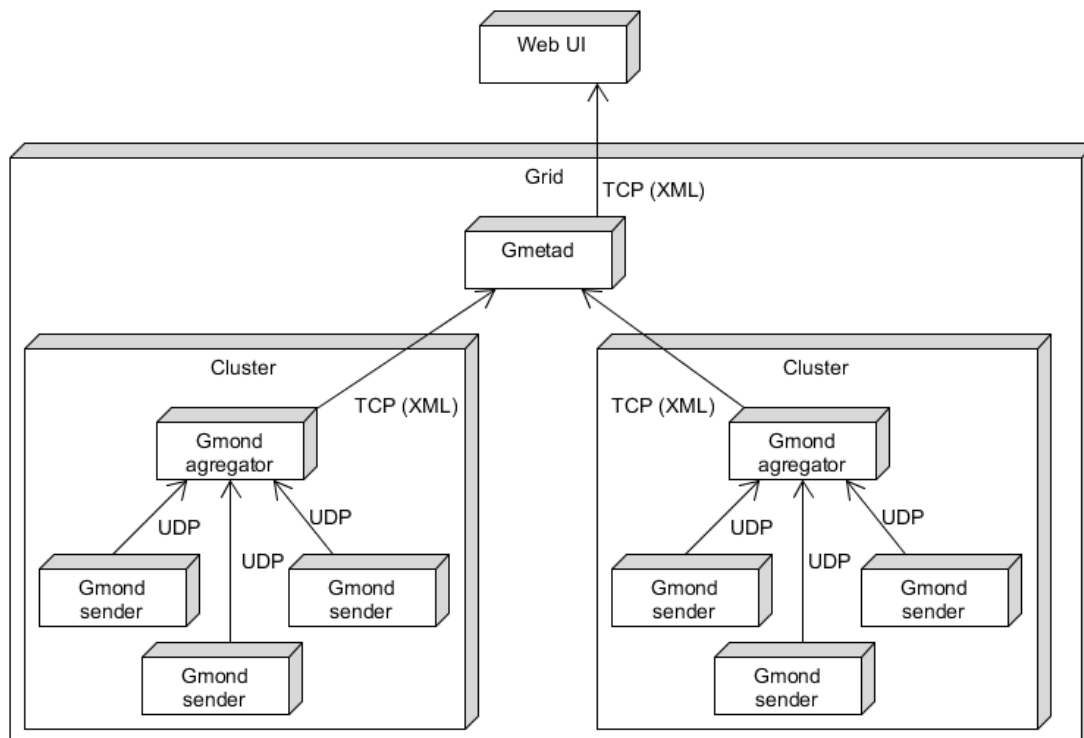 Web UI
Grid
TCP (XML)
Gmetad
Cluster
Cluster
TCP (XML)
TCP (XML)
Gmond
agregator
Gmond
agregator
UDP
UDP
UDP
UDP
UDP
UDP
Gmond
sender
Gmond
sender
Gmond
sender
Gmond
sender
Gmond
sender
Gmond
sender